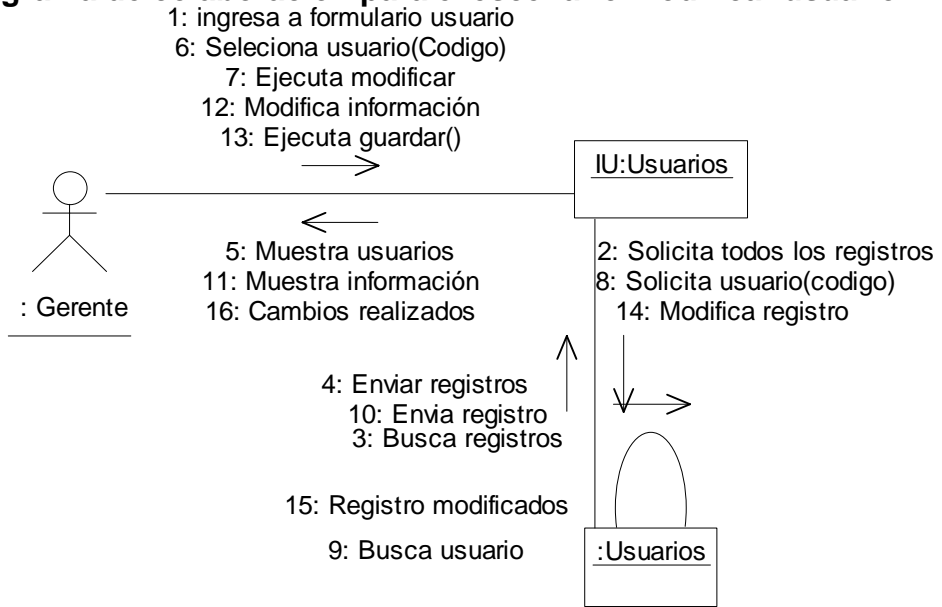 1: ingresa a formulario usuario
6: Seleciona usuario(Codigo)
7: Ejecuta modificar
12: Modifica información
13: Ejecuta guardar()
IU:Usuarios
5: Muestra usuarios
11: Muestra información
16: Cambios realizados
2: Solicita todos los registros
8: Solicita usuario(codigo)
14: Modifica registro
: Gerente
4: Enviar registros
10: Envia registro
3: Busca registros
15: Registro modificados
9: Busca usuario
:Usuarios